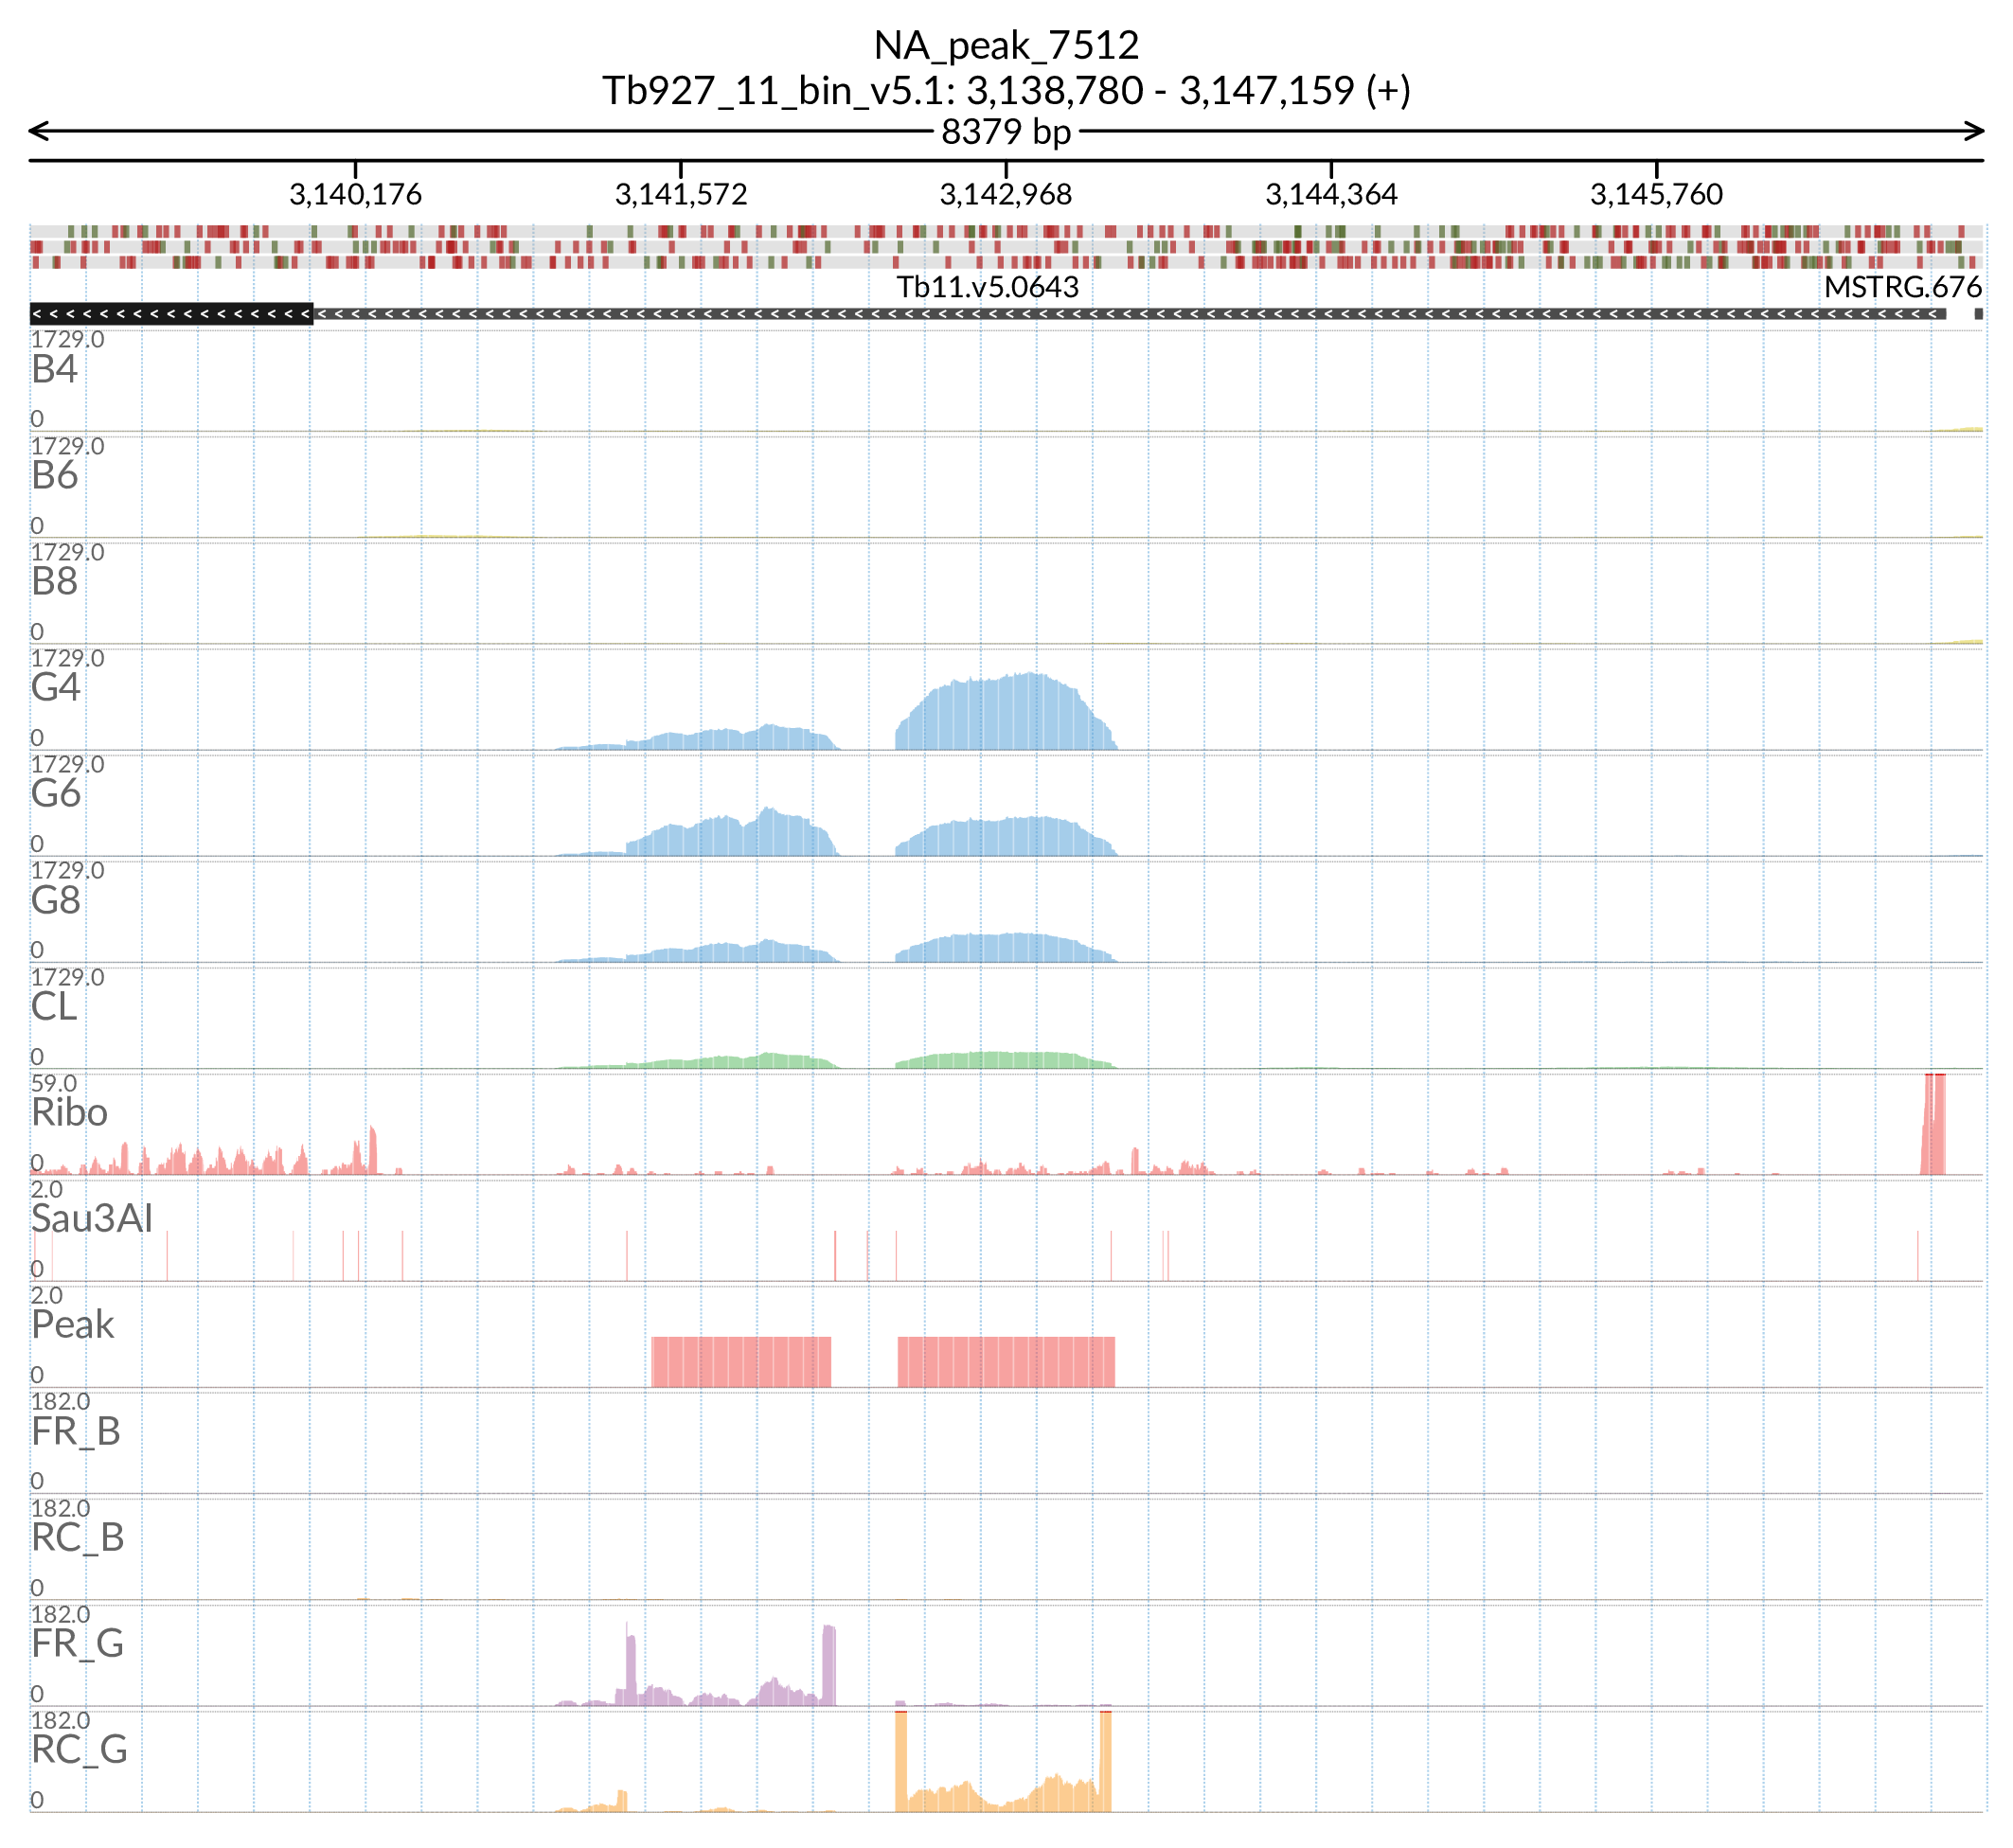 NA_peak_7512
Tb927_11_bin_v5.1: 3,138,780 - 3,147,159 (+)
8379 bp
3,140,176 3,141,572 3,142,968 3,144,364 3,145,760
Tb11.v5.0643 MSTRG.676
1729.0
B4
0
1729.0
B6
0
1729.0
B8
0
1729.0
G4
0
1729.0
G6
0
1729.0
G8
0
1729.0
CL
0
59.0
Ribo
0
2.0
Sau3AI
0
2.0
Peak
0
182.0
FR_B
0
182.0
RC_B
0
182.0
FR_G
0
182.0
RC_G
0